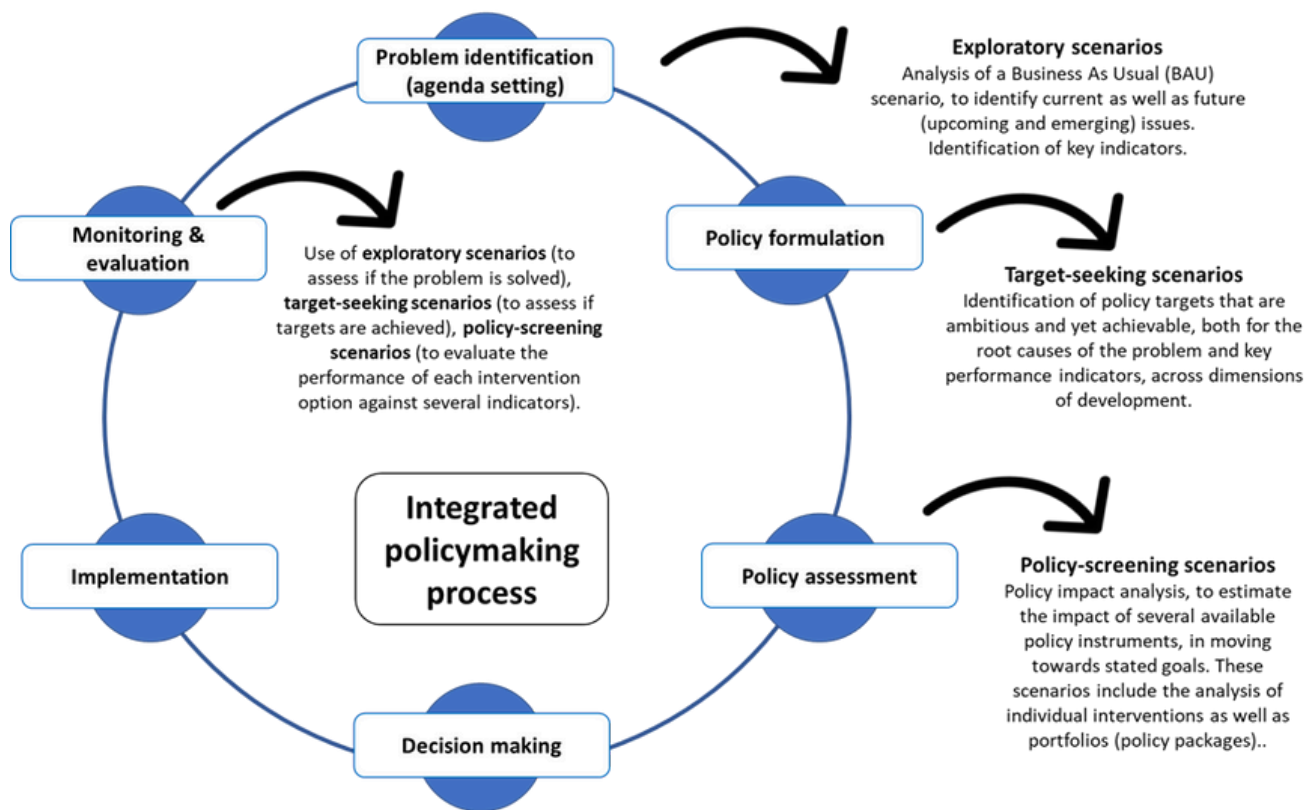 Problem identification
(agenda setting)
Exploratory scenarios
Analysis of a Business As Usual (BAU)
scenario, to identify current as well as future
(upcoming and emerging) issues.
Identification of key indicators.
Policy formulation
Target-seeking scenarios
Identification of policy targets that are
ambitious and yet achievable, both for the
root causes of the problem and key
performance indicators, across dimensions
of development.
Policy assessment
Policy-screening scenarios
Policy impact analysis, to estimate
the impact of several available
policy instruments, in moving
towards stated goals. These
scenarios include the analysis of
individual interventions as well as
portfolios (policy packages)..
Decision making
Implementation
Monitoring &
evaluation
Use of exploratory scenarios (to
assess if the problem is solved),
target-seeking scenarios (to assess if
targets are achieved), policy-screening
scenarios (to evaluate the
performance of each intervention
option against several indicators).
Integrated
policymaking
process